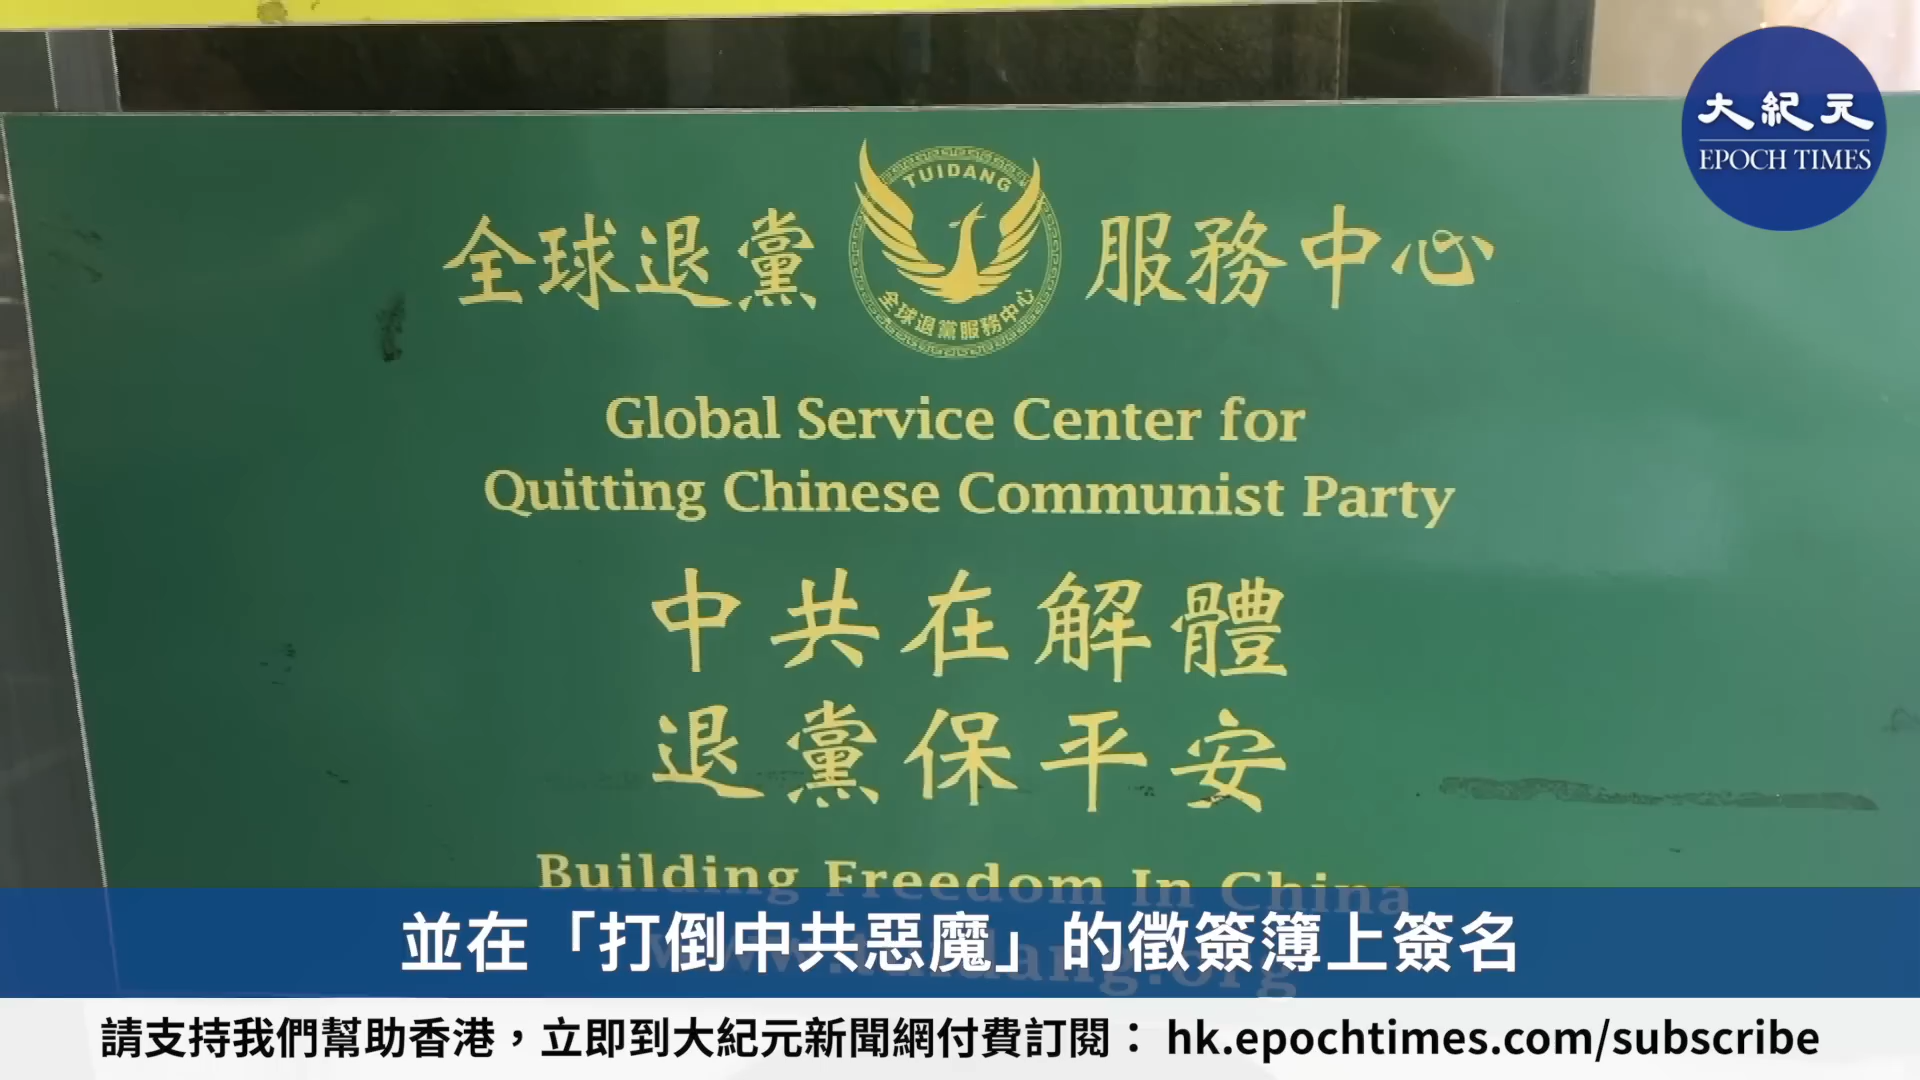 大紀元
EPOCH TIMES
TUIDANG
全球退黨 服務中心
全球退黨服務中心
Global Service Center for
Quitting Chinese Communist Party
中共在解體
退黨保平安
Building Freedom In China
www.tuidang.org
並在「打倒中共惡魔」的徵簽簿上簽名
請支持我們幫助香港，立即到大紀元新聞網付費訂閱： hk.epochtimes.com/subscribe